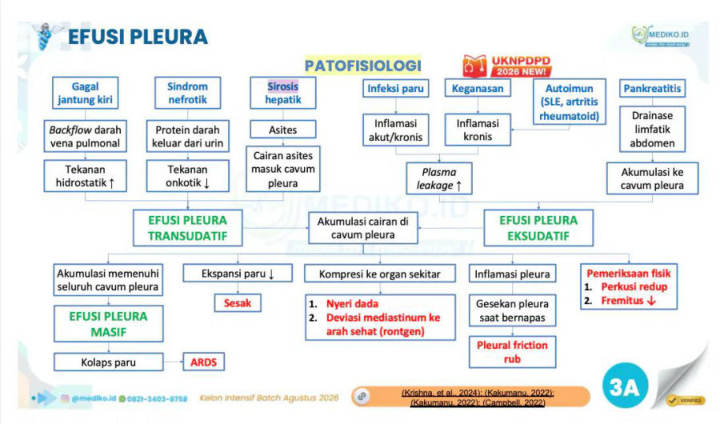 EFUSI PLEURA
MEDIKO.ID
PATOFISIOLOGI
UKNPDPD
2026 NEW!
Gagal
jantung kiri
Sindrom
nefrotik
Sirosis
hepatik
Infeksi paru
Keganasan
Autoimun
(SLE, artritis
rheumatoid)
Pankreatitis
Backflow darah
vena pulmonal
Protein darah
keluar dari urin
Asites
Inflamasi
akut/kronis
Inflamasi
kronis
Drainase
limfatik
abdomen
Tekanan
hidrostatik ↑
Tekanan
onkotik ↓
Cairan asites
masuk cavum
pleura
Plasma
leakage ↑
Akumulasi ke
cavum pleura
MEDIKO.ID
EFUSI PLEURA
TRANSUDATIF
Akumulasi cairan di
cavum pleura
EFUSI PLEURA
EKSUDATIF
Akumulasi memenuhi
seluruh cavum pleura
Ekspansi paru ↓
Kompresi ke organ sekitar
Inflamasi pleura
Pemeriksaan fisik
1. Perkusi redup
2. Fremitus ↓
Sesak
1. Nyeri dada
2. Deviasi mediastinum ke
arah sehat (rontgen)
Gesekan pleura
saat bernapas
EFUSI PLEURA
MASIF
Pleural friction
rub
Kolaps paru
ARDS
3A
@mediko.id 0821-3403-8758 Kelon Intensif Batch Agustus 2026
(Krishna, et al., 2024); (Kakumanu, 2022);
(Kakumanu, 2022); (Campbell, 2022)
VERIFIED